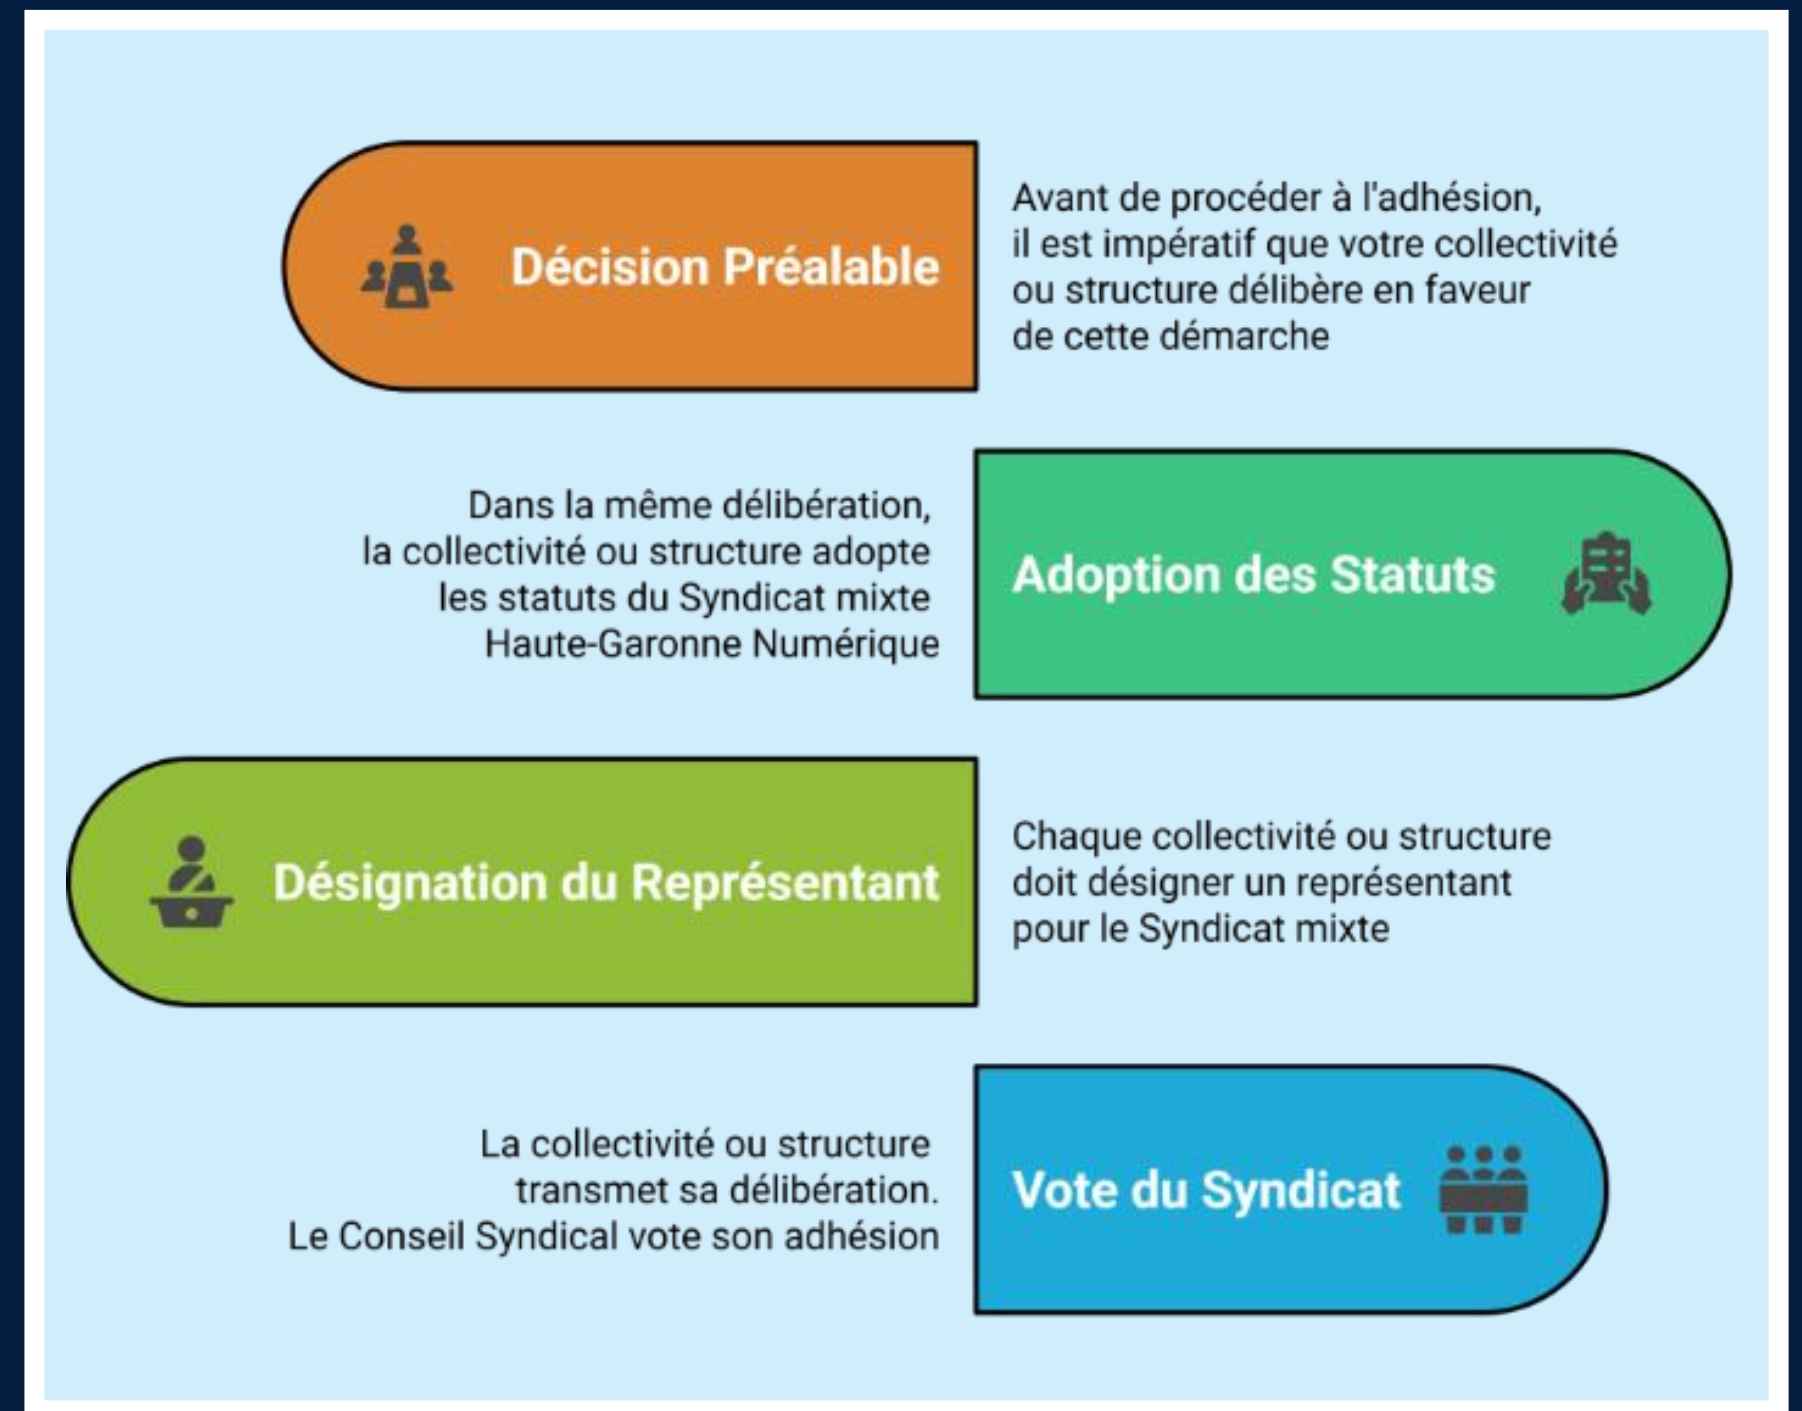 Décision Préalable
Avant de procéder à l'adhésion,
il est impératif que votre collectivité
ou structure délibère en faveur
de cette démarche
Dans la même délibération,
la collectivité ou structure adopte
les statuts du Syndicat mixte
Haute-Garonne Numérique
Adoption des Statuts
Désignation du Représentant
Chaque collectivité ou structure
doit désigner un représentant
pour le Syndicat mixte
La collectivité ou structure
transmet sa délibération.
Le Conseil Syndical vote son adhésion
Vote du Syndicat